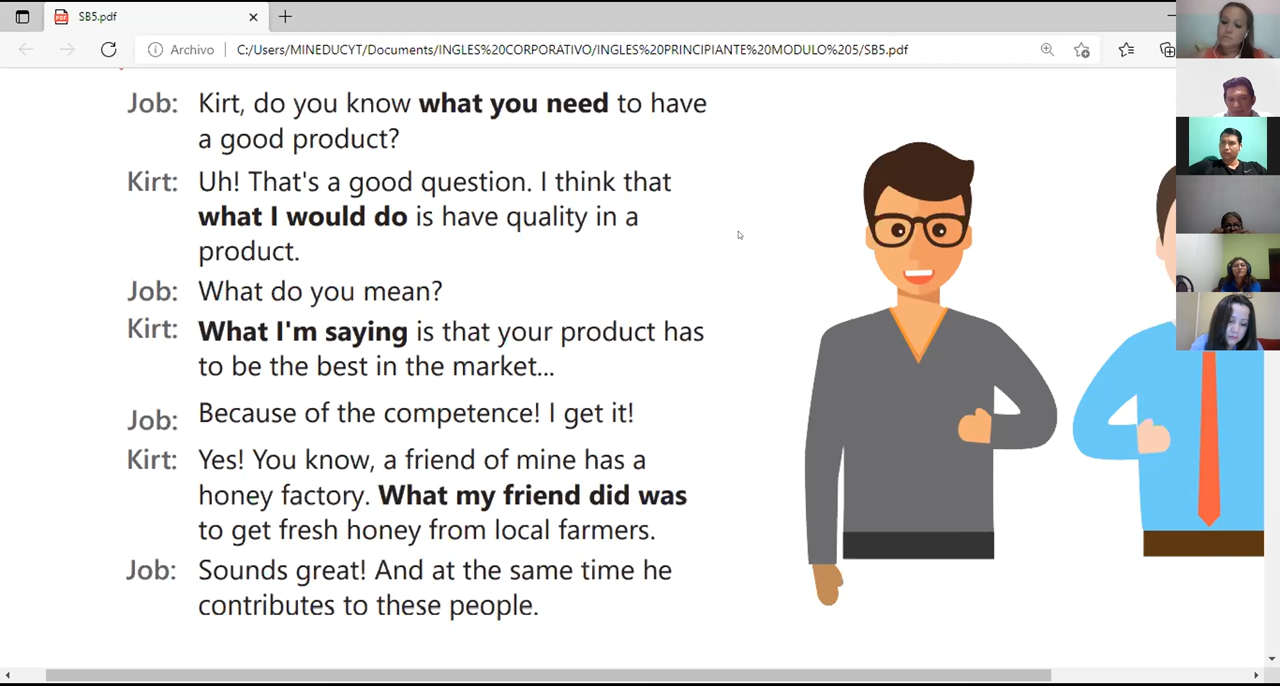 SB5.pdf
Archivo
C:/Users/MINEDUCYT/Documents/INGLES%20CORPORATIVO/INGLES%20PRINCIPIANTE%20MODULO%205/SB5.pdf
Job: Kirt, do you know what you need to have
a good product?
Kirt: Uh! That's a good question. I think that
what I would do is have quality in a
product.
Job: What do you mean?
Kirt: What I'm saying is that your product has
to be the best in the market...
Job: Because of the competence! I get it!
Kirt: Yes! You know, a friend of mine has a
honey factory. What my friend did was
to get fresh honey from local farmers.
Job: Sounds great! And at the same time he
contributes to these people.